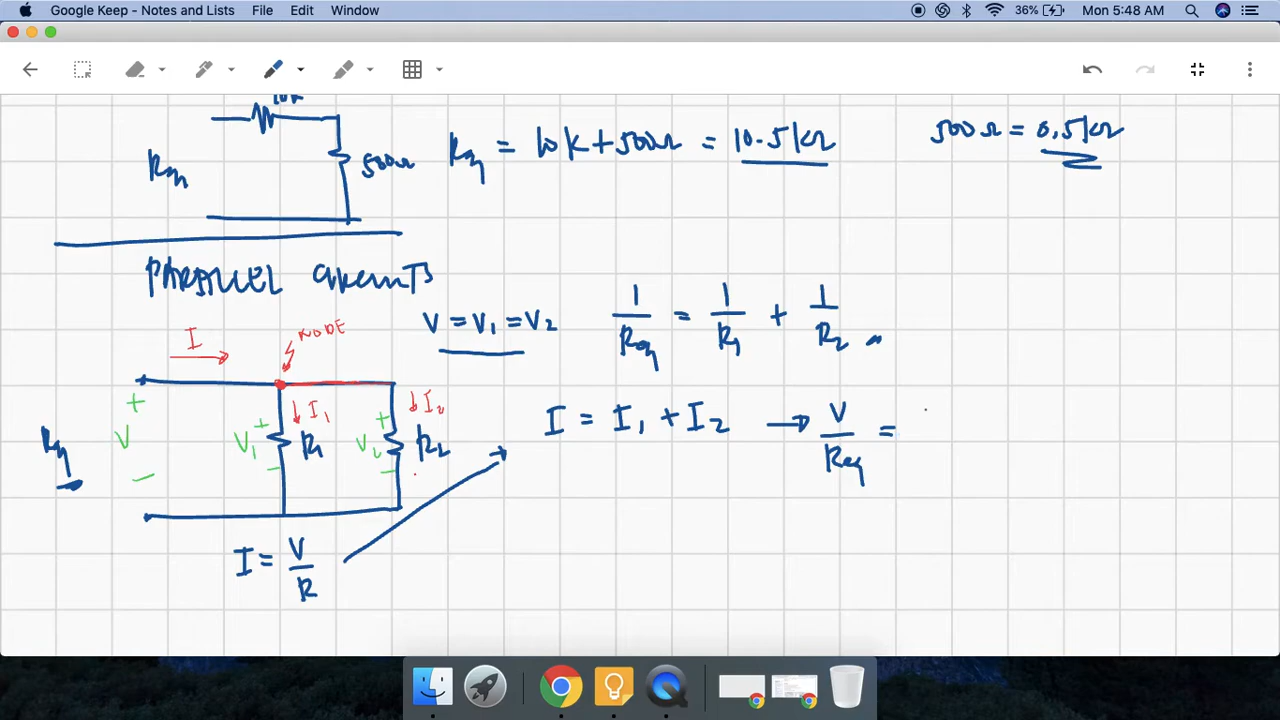 Google Keep - Notes and Lists File Edit Window 36% Mon 5:48 AM
10k
500Ω
Req
Req = 10k + 500Ω = 10.5kΩ
500Ω = 0.5kΩ
PARALLEL CIRCUITS
V = V1 = V2
1/Req = 1/R1 + 1/R2
I
NODE
I1
I2
+ V -
+ V1 -
R1
+ V2 -
R2
Req
I = I1 + I2 → V/Req =
I = V/R